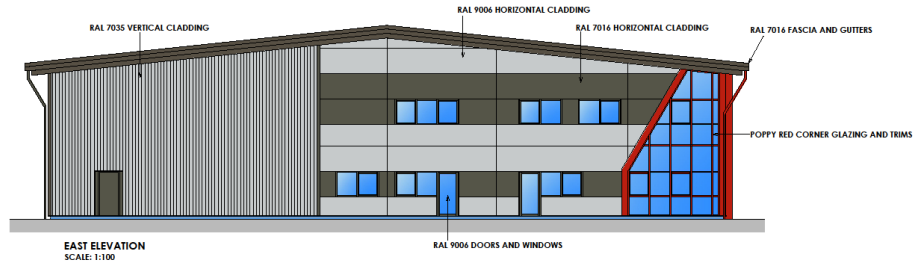 RAL 9006 HORIZONTAL CLADDING
RAL 7035 VERTICAL CLADDING
RAL 7016 HORIZONTAL CLADDING
RAL 7016 FASCIA AND GUTTERS
POPPY RED CORNER GLAZING AND TRIMS
EAST ELEVATION
SCALE: 1:100
RAL 9006 DOORS AND WINDOWS